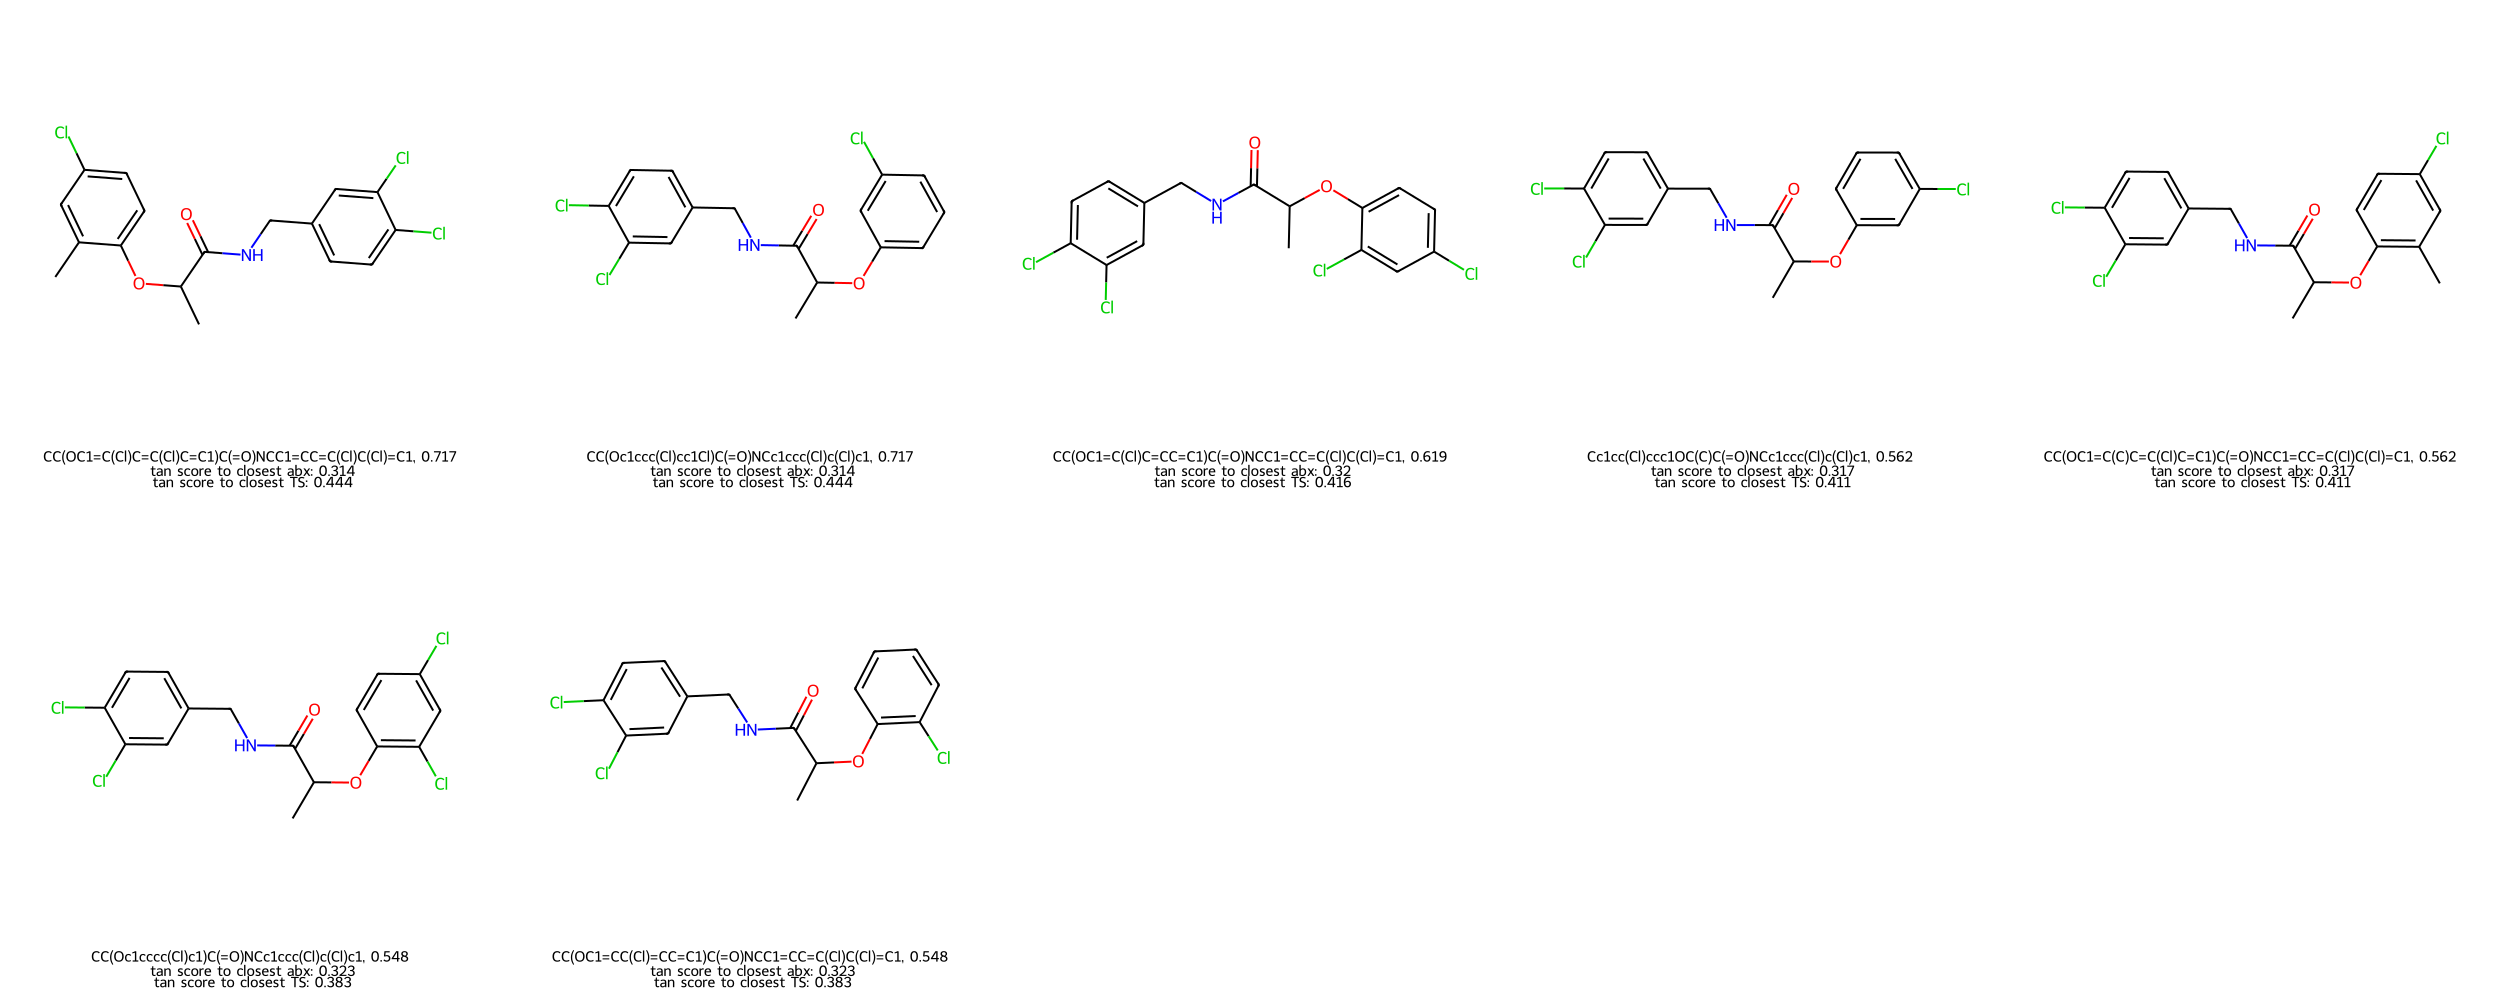 Cl
Cl
O
NH
Cl
O
Cl
O
Cl
HN
Cl
O
O
Cl
O
N
H
Cl
Cl
Cl
Cl
O
Cl
HN
Cl
O
Cl
Cl
O
HN
Cl
O
CC(OC1=C(Cl)C=C(Cl)C=C1)C(=O)NCC1=CC=C(Cl)C(Cl)=C1, 0.717
tan score to closest abx: 0.314
tan score to closest TS: 0.444
CC(Oc1ccc(Cl)cc1Cl)C(=O)NCc1ccc(Cl)c(Cl)c1, 0.717
tan score to closest abx: 0.314
tan score to closest TS: 0.444
CC(OC1=C(Cl)C=CC=C1)C(=O)NCC1=CC=C(Cl)C(Cl)=C1, 0.619
tan score to closest abx: 0.32
tan score to closest TS: 0.416
Cc1cc(Cl)ccc1OC(C)C(=O)NCc1ccc(Cl)c(Cl)c1, 0.562
tan score to closest abx: 0.317
tan score to closest TS: 0.411
CC(OC1=C(C)C=C(Cl)C=C1)C(=O)NCC1=CC=C(Cl)C(Cl)=C1, 0.562
tan score to closest abx: 0.317
tan score to closest TS: 0.411
Cl
Cl
O
HN
Cl
O
Cl
Cl
O
HN
Cl
O
Cl
CC(Oc1cccc(Cl)c1)C(=O)NCc1ccc(Cl)c(Cl)c1, 0.548
tan score to closest abx: 0.323
tan score to closest TS: 0.383
CC(OC1=CC(Cl)=CC=C1)C(=O)NCC1=CC=C(Cl)C(Cl)=C1, 0.548
tan score to closest abx: 0.323
tan score to closest TS: 0.383